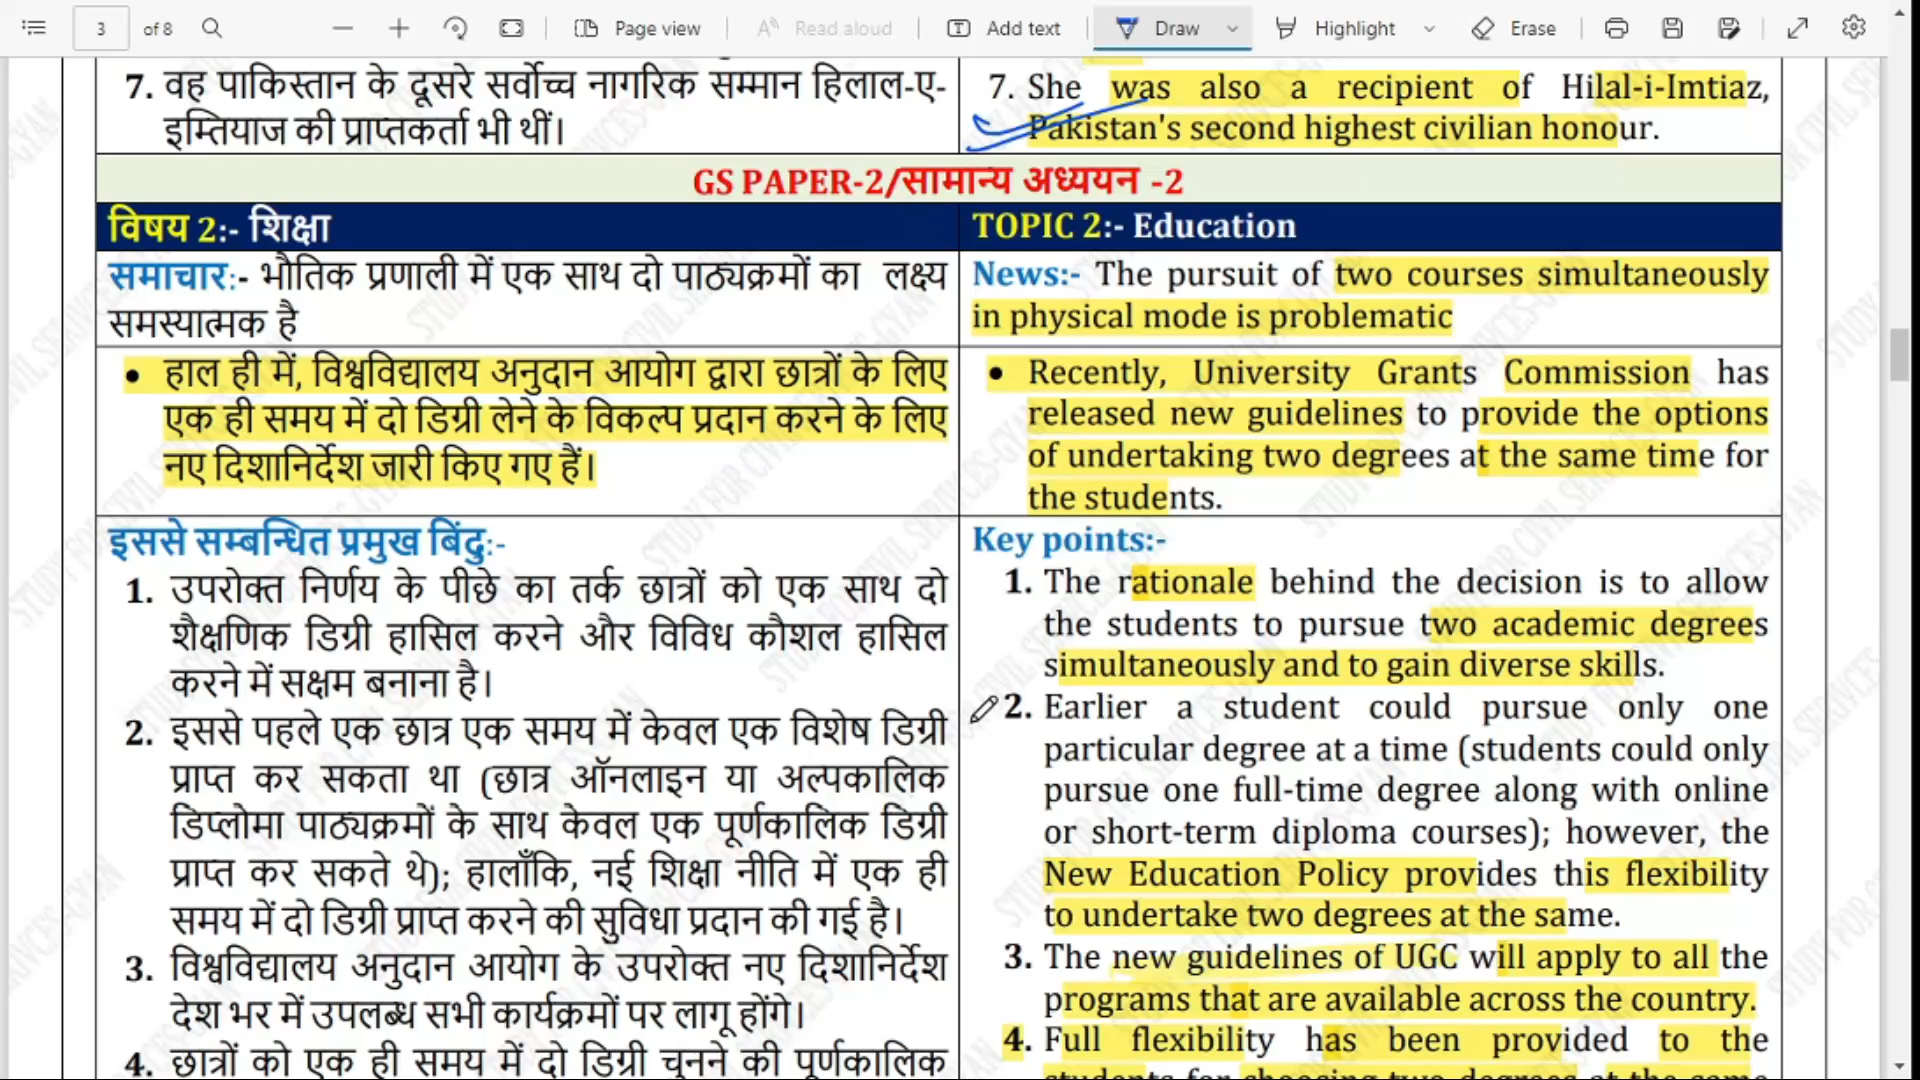 3 of 8
Page view
Read aloud
Add text
Draw
Highlight
Erase
7. वह पाकिस्तान के दूसरे सर्वोच्च नागरिक सम्मान हिलाल-ए-
इम्तियाज की प्राप्तकर्ता भी थीं।
7. She was also a recipient of Hilal-i-Imtiaz,
Pakistan's second highest civilian honour.
GS PAPER-2/सामान्य अध्ययन -2
विषय 2:- शिक्षा
TOPIC 2:- Education
समाचार:- भौतिक प्रणाली में एक साथ दो पाठ्यक्रमों का लक्ष्य
समस्यात्मक है
News:- The pursuit of two courses simultaneously
in physical mode is problematic
• हाल ही में, विश्वविद्यालय अनुदान आयोग द्वारा छात्रों के लिए
एक ही समय में दो डिग्री लेने के विकल्प प्रदान करने के लिए
नए दिशानिर्देश जारी किए गए हैं।
• Recently, University Grants Commission has
released new guidelines to provide the options
of undertaking two degrees at the same time for
the students.
इससे सम्बन्धित प्रमुख बिंदु:-
1. उपरोक्त निर्णय के पीछे का तर्क छात्रों को एक साथ दो
शैक्षणिक डिग्री हासिल करने और विविध कौशल हासिल
करने में सक्षम बनाना है।
2. इससे पहले एक छात्र एक समय में केवल एक विशेष डिग्री
प्राप्त कर सकता था (छात्र ऑनलाइन या अल्पकालिक
डिप्लोमा पाठ्यक्रमों के साथ केवल एक पूर्णकालिक डिग्री
प्राप्त कर सकते थे); हालाँकि, नई शिक्षा नीति में एक ही
समय में दो डिग्री प्राप्त करने की सुविधा प्रदान की गई है।
3. विश्वविद्यालय अनुदान आयोग के उपरोक्त नए दिशानिर्देश
देश भर में उपलब्ध सभी कार्यक्रमों पर लागू होंगे।
4. छात्रों को एक ही समय में दो डिग्री चुनने की पूर्णकालिक
Key points:-
1. The rationale behind the decision is to allow
the students to pursue two academic degrees
simultaneously and to gain diverse skills.
2. Earlier a student could pursue only one
particular degree at a time (students could only
pursue one full-time degree along with online
or short-term diploma courses); however, the
New Education Policy provides this flexibility
to undertake two degrees at the same.
3. The new guidelines of UGC will apply to all the
programs that are available across the country.
4. Full flexibility has been provided to the
students for choosing two degrees at the same